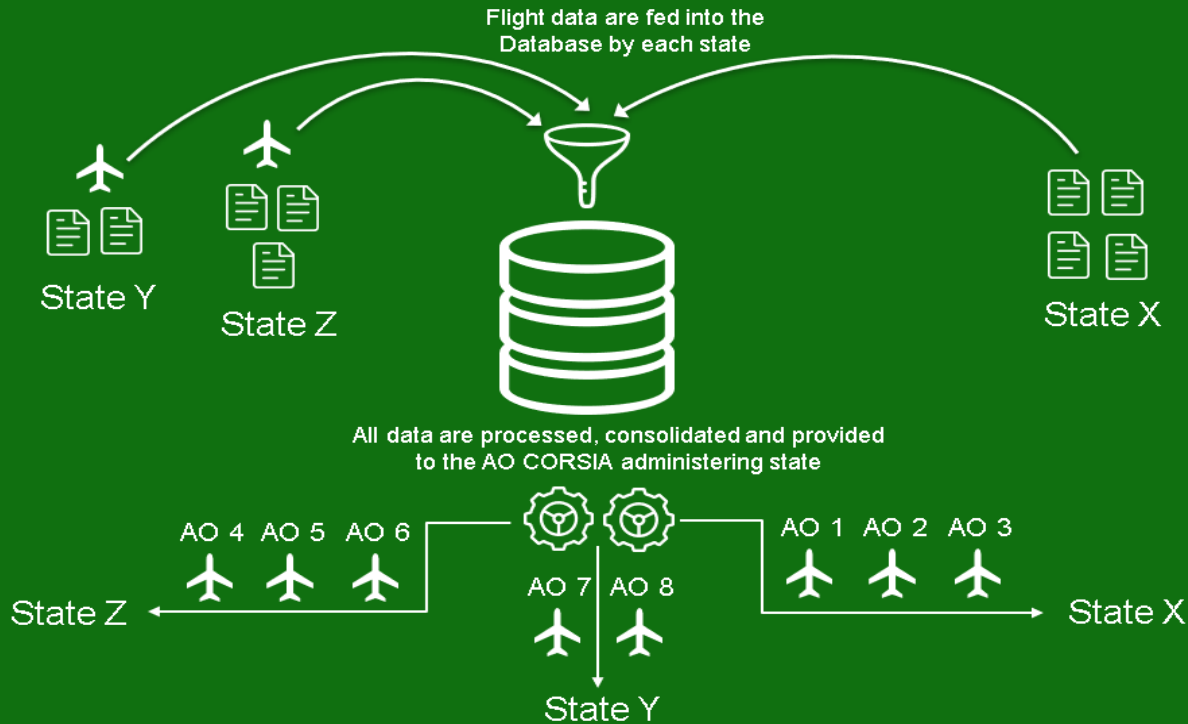 Flight data are fed into the
Database by each state
State Y
State Z
State X
All data are processed, consolidated and provided
to the AO CORSIA administering state
AO 4 AO 5 AO 6
AO 7 AO 8
AO 1 AO 2 AO 3
State Z
State X
State Y